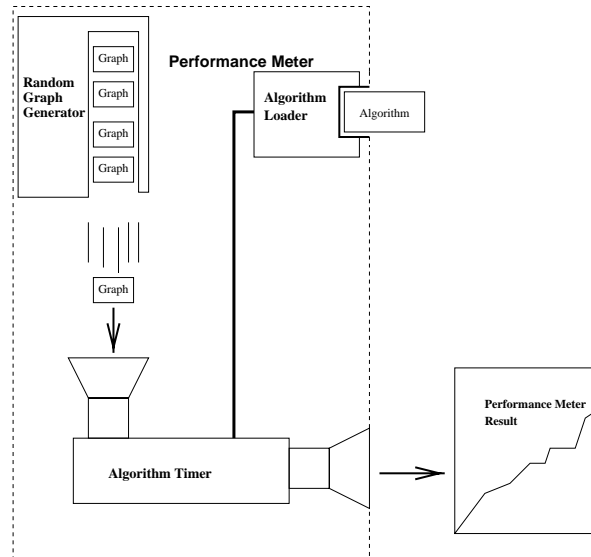 Performance Meter
Random
Graph
Generator
Graph
Graph
Graph
Graph
Algorithm
Loader
Algorithm
Graph
Algorithm Timer
Performance Meter
Result